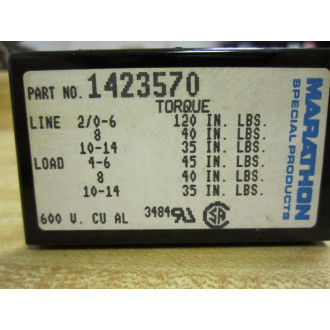 PART NO. 1423570
TORQUE
LINE 2/0-6 120 IN. LBS.
8 40 IN. LBS.
10-14 35 IN. LBS.
LOAD 4-6 45 IN. LBS.
8 40 IN. LBS.
10-14 35 IN. LBS.
600 V. CU AL 3484
MARATHON
SPECIAL PRODUCTS